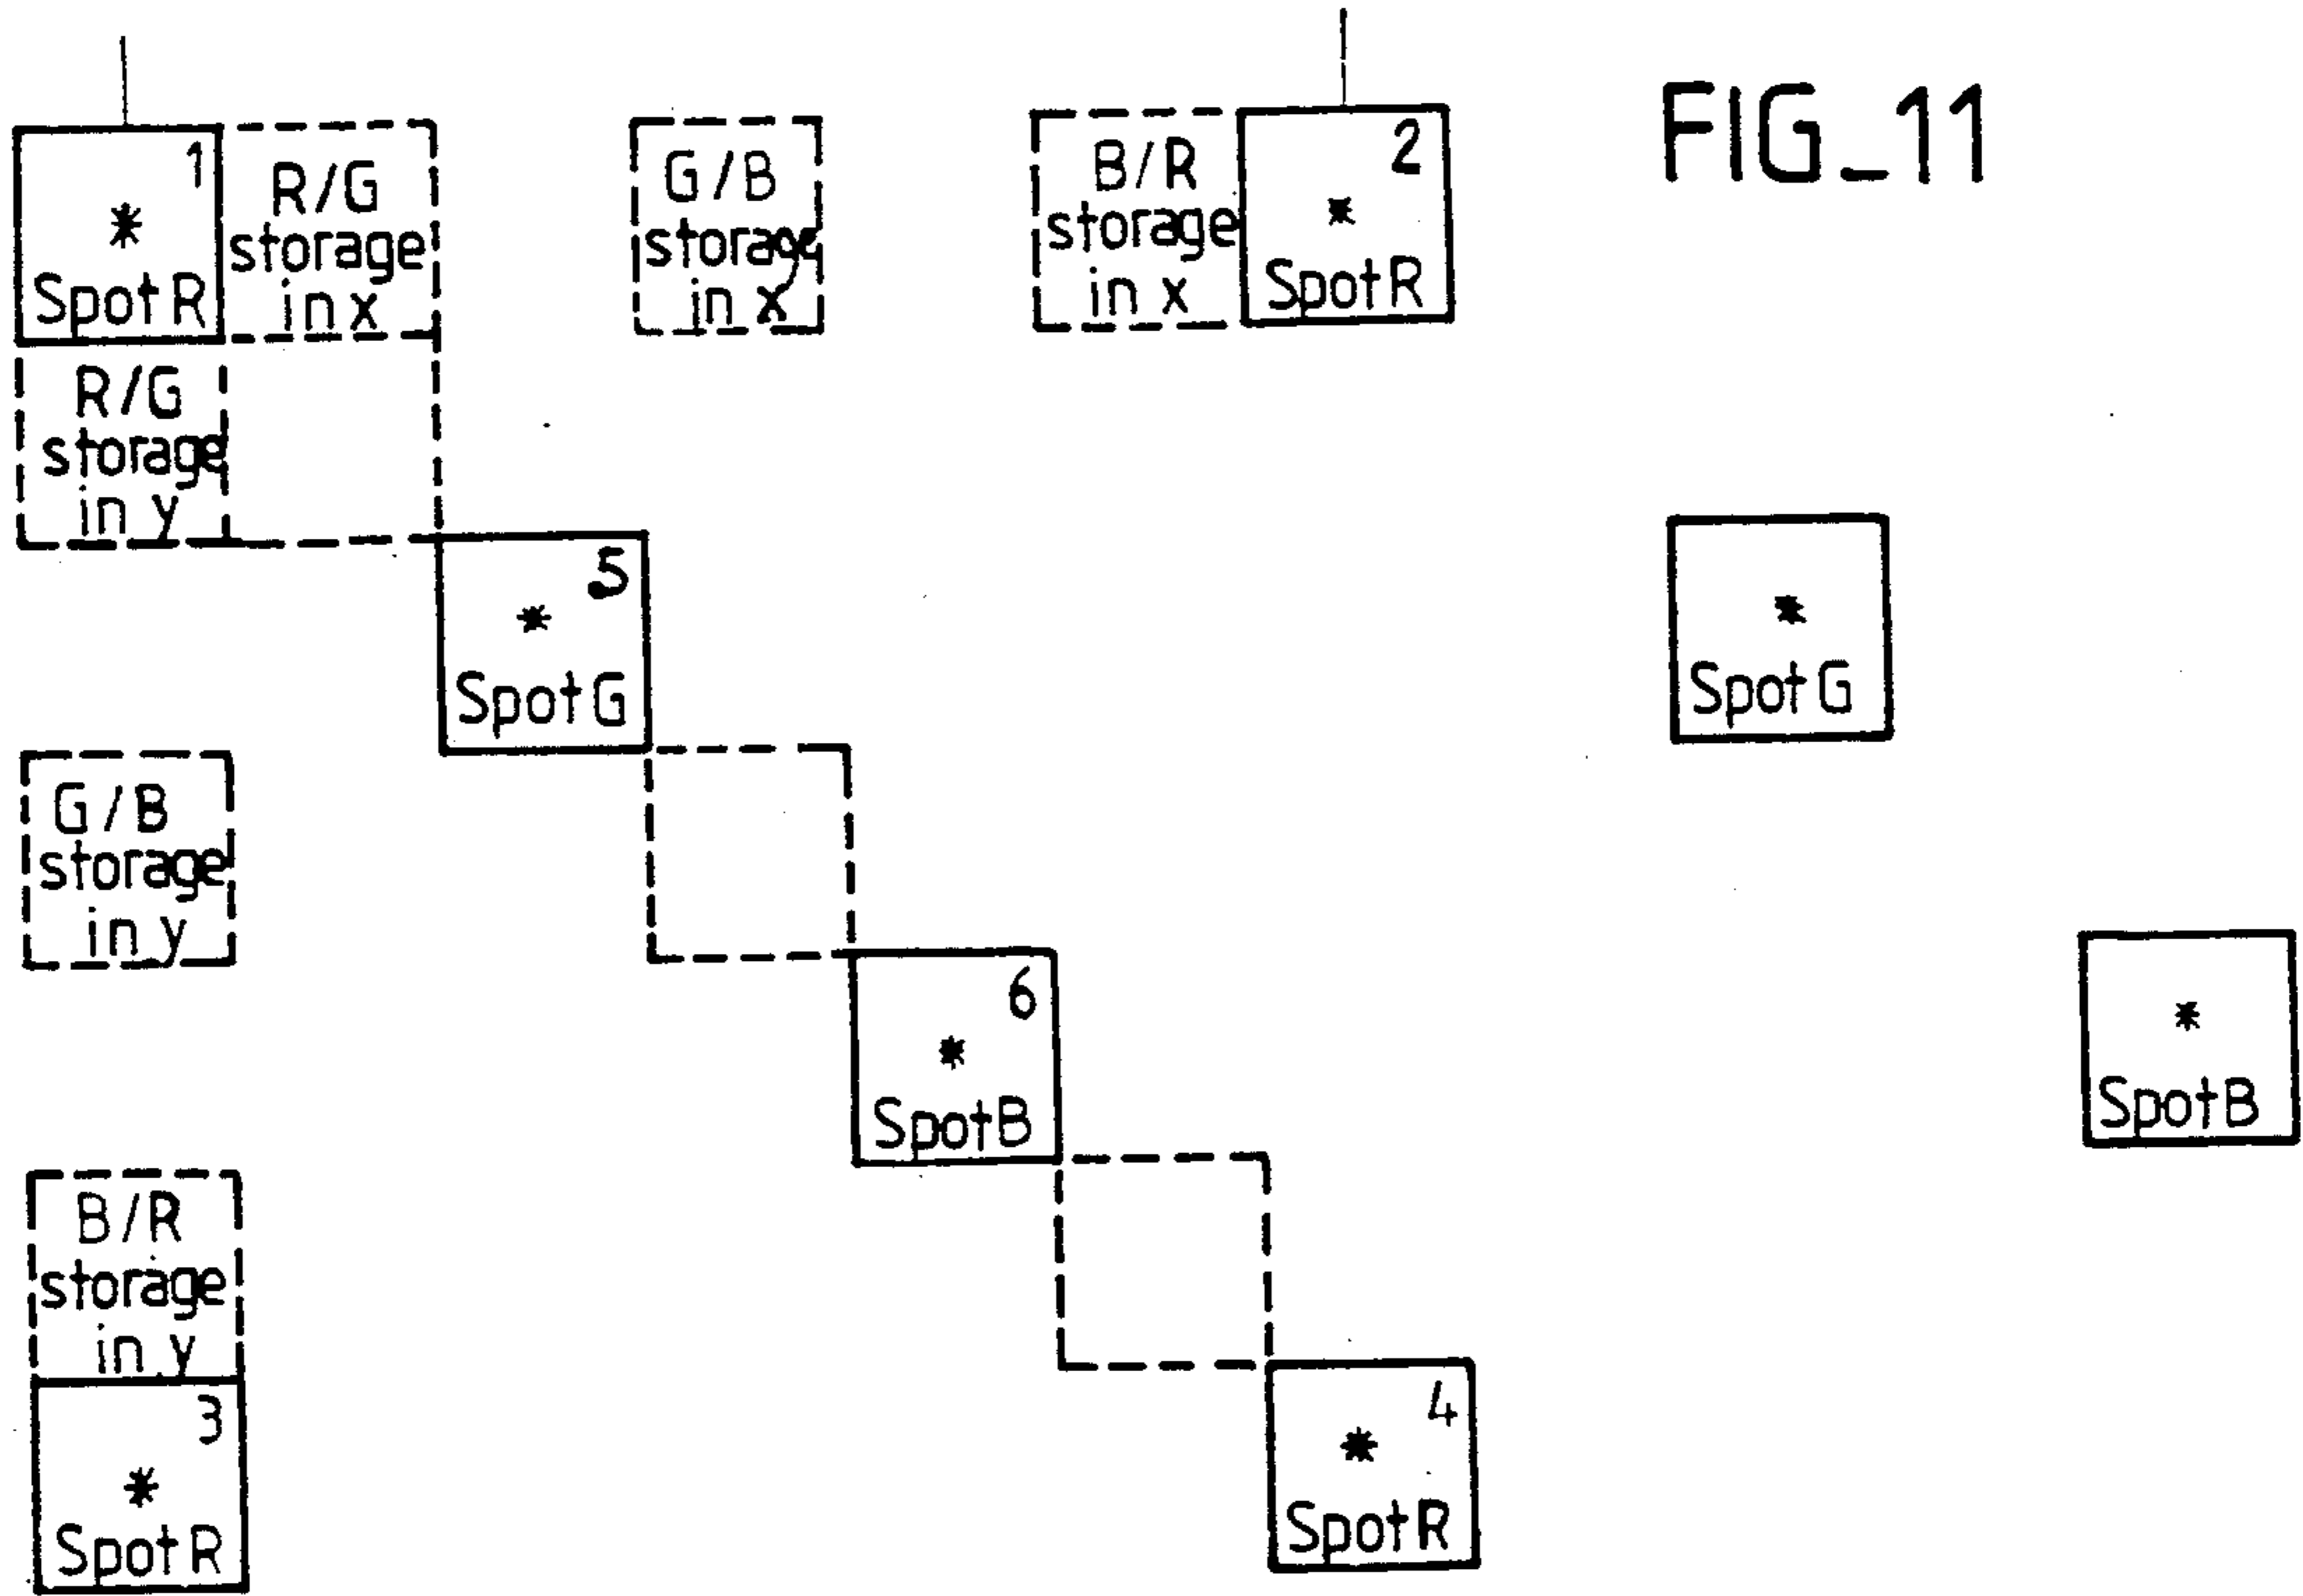 FIG_11
1
*
Spot R
R/G
storage
in x
G/B
storage
in x
B/R
storage
in x
2
*
Spot R
R/G
storage
in y
5
*
Spot G
*
Spot G
G/B
storage
in y
6
*
Spot B
*
Spot B
B/R
storage
in y
3
*
Spot R
4
*
Spot R